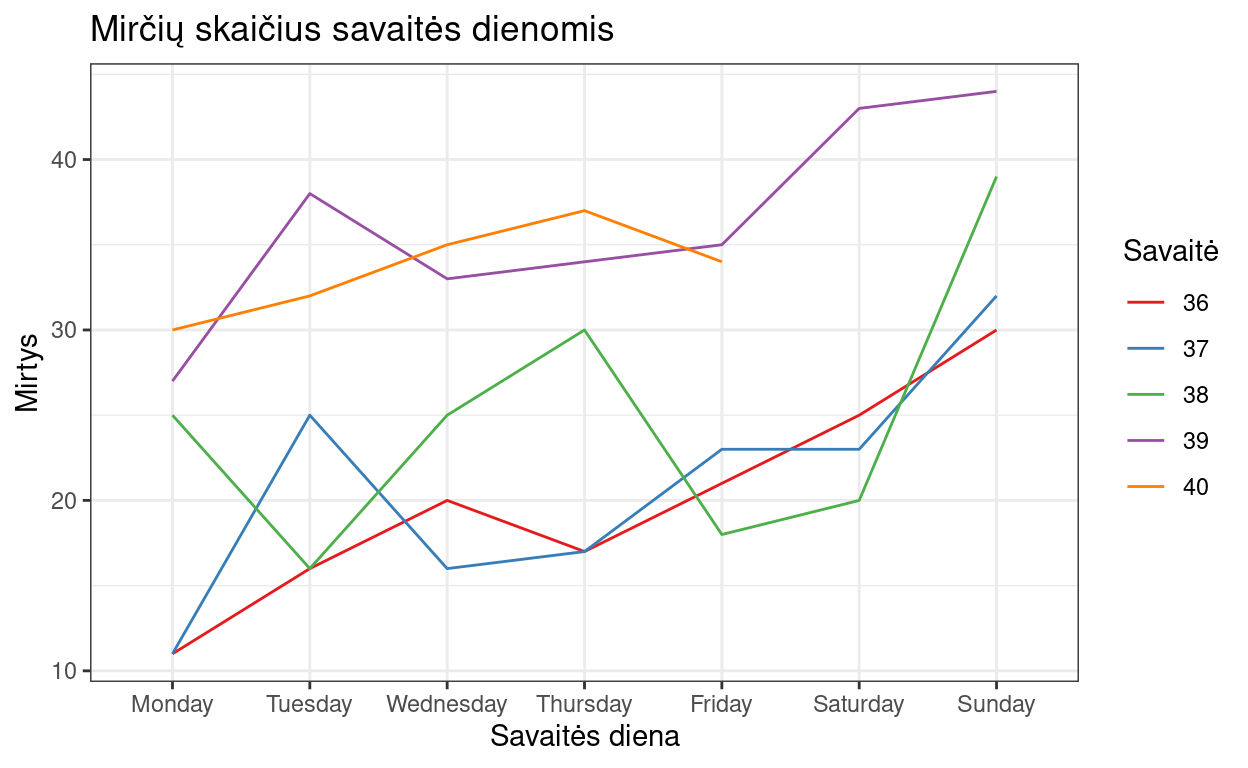 Mirčių skaičius savaitės dienomis
Mirtys
40
30
20
10
Monday Tuesday Wednesday Thursday Friday Saturday Sunday
Savaitės diena
Savaitė
36
37
38
39
40